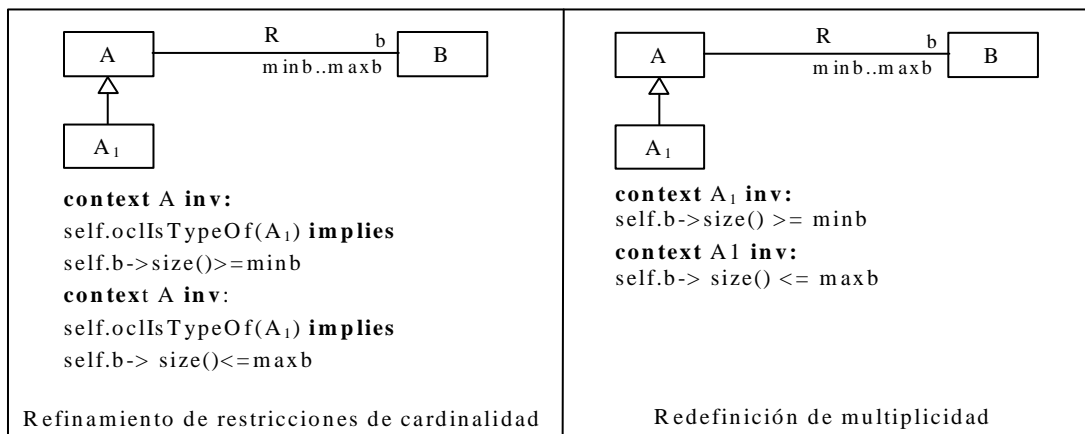 R
b
A
B
minb..maxb
A1
context A inv:
self.oclIsTypeOf(A1) implies
self.b->size()>=minb
context A inv:
self.oclIsTypeOf(A1) implies
self.b-> size()<=maxb
Refinamiento de restricciones de cardinalidad
R
b
A
B
minb..maxb
A1
context A1 inv:
self.b->size() >= minb
context A1 inv:
self.b-> size() <= maxb
Redefinición de multiplicidad